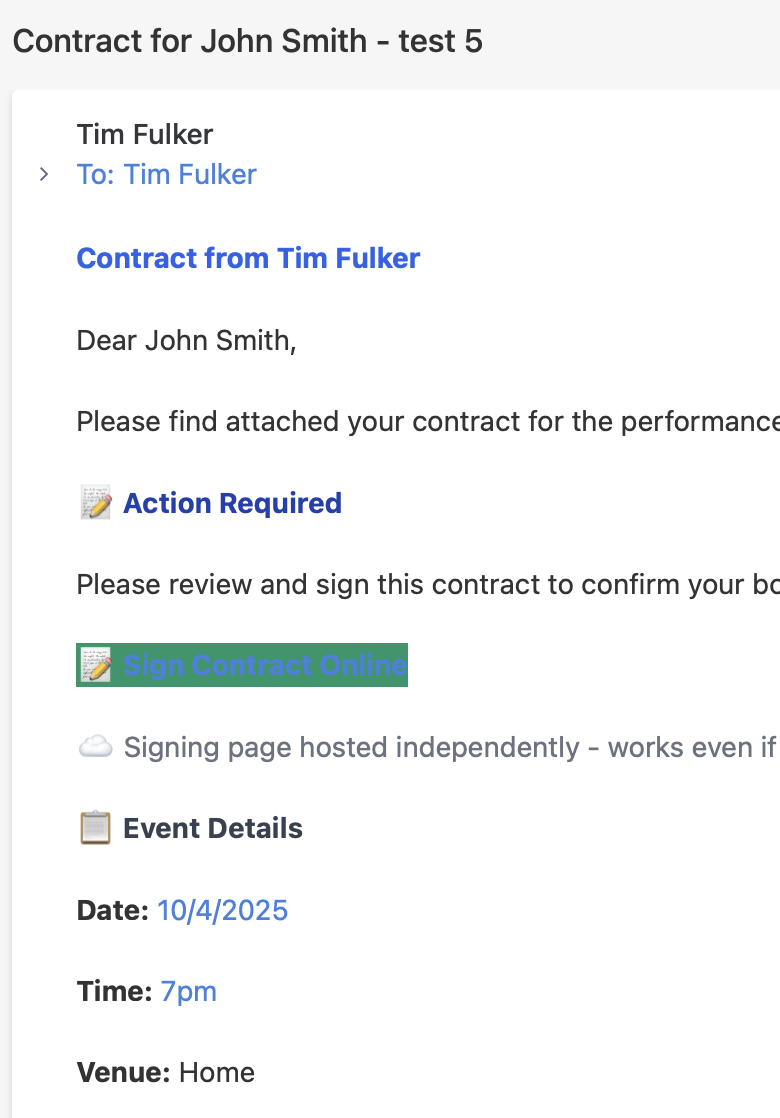 Contract for John Smith - test 5
Tim Fulker
To: Tim Fulker
Contract from Tim Fulker
Dear John Smith,
Please find attached your contract for the performance
Action Required
Please review and sign this contract to confirm your
Sign Contract Online
Signing page hosted independently - works even if
Event Details
Date: 10/4/2025
Time: 7pm
Venue: Home